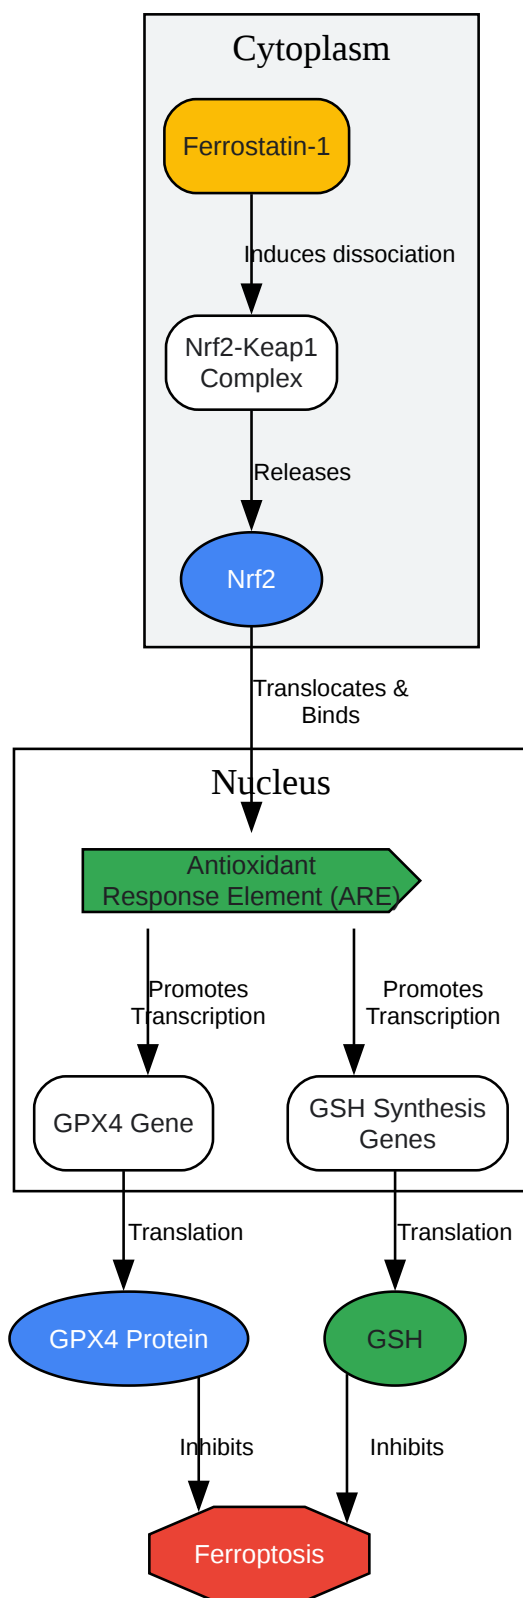 Cytoplasm
Ferrostatin-1
Induces dissociation
Nrf2-Keap1
Complex
Releases
Nrf2
Translocates &
Binds
Nucleus
Antioxidant
Response Element (ARE)
Promotes
Transcription
Promotes
Transcription
GPX4 Gene
GSH Synthesis
Genes
Translation
Translation
GPX4 Protein
GSH
Inhibits
Inhibits
Ferroptosis